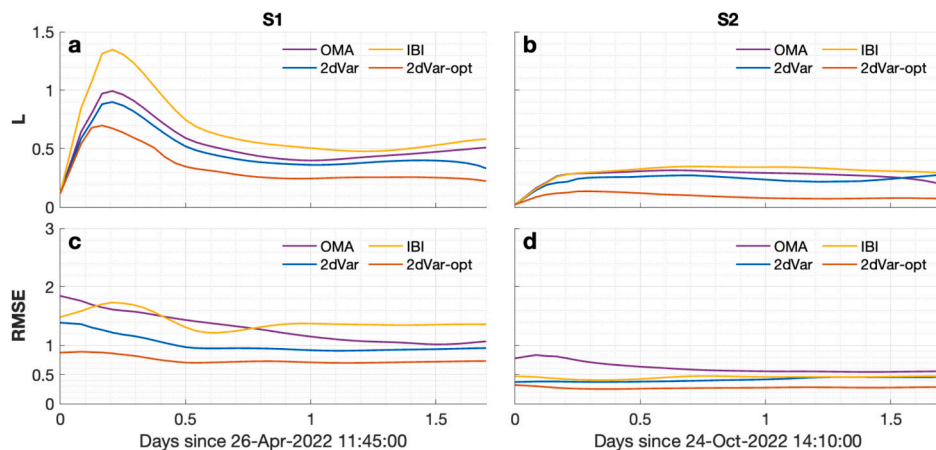 S1
S2
a
OMA
IBI
2dVar
2dVar-opt
1.5
1
0.5
0
L
b
OMA
IBI
2dVar
2dVar-opt
c
OMA
IBI
2dVar
2dVar-opt
3
2
1
0.5
0
RMSE
0
0.5
1
1.5
Days since 26-Apr-2022 11:45:00
d
OMA
IBI
2dVar
2dVar-opt
0
0.5
1
1.5
Days since 24-Oct-2022 14:10:00